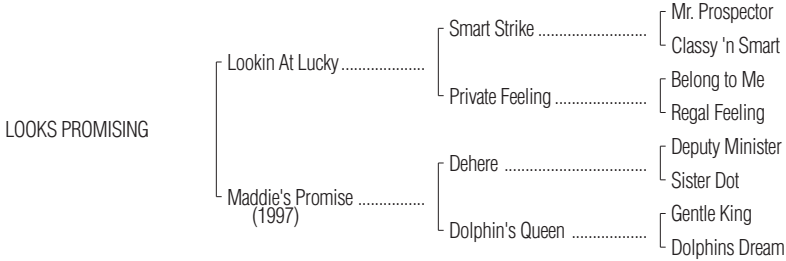 Mr. Prospector
Smart Strike ..........................
Classy 'n Smart
Lookin At Lucky ....................
Belong to Me
Private Feeling ......................
Regal Feeling
LOOKS PROMISING
Deputy Minister
Dehere ..................................
Sister Dot
Maddie's Promise ................
(1997)
Gentle King
Dolphin's Queen ..................
Dolphins Dream